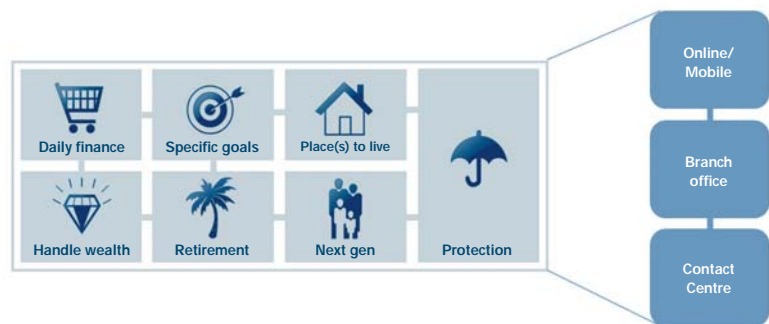 Daily finance
Specific goals
Place(s) to live
Handle wealth
Retirement
Next gen
Protection
Online/
Mobile
Branch
office
Contact
Centre